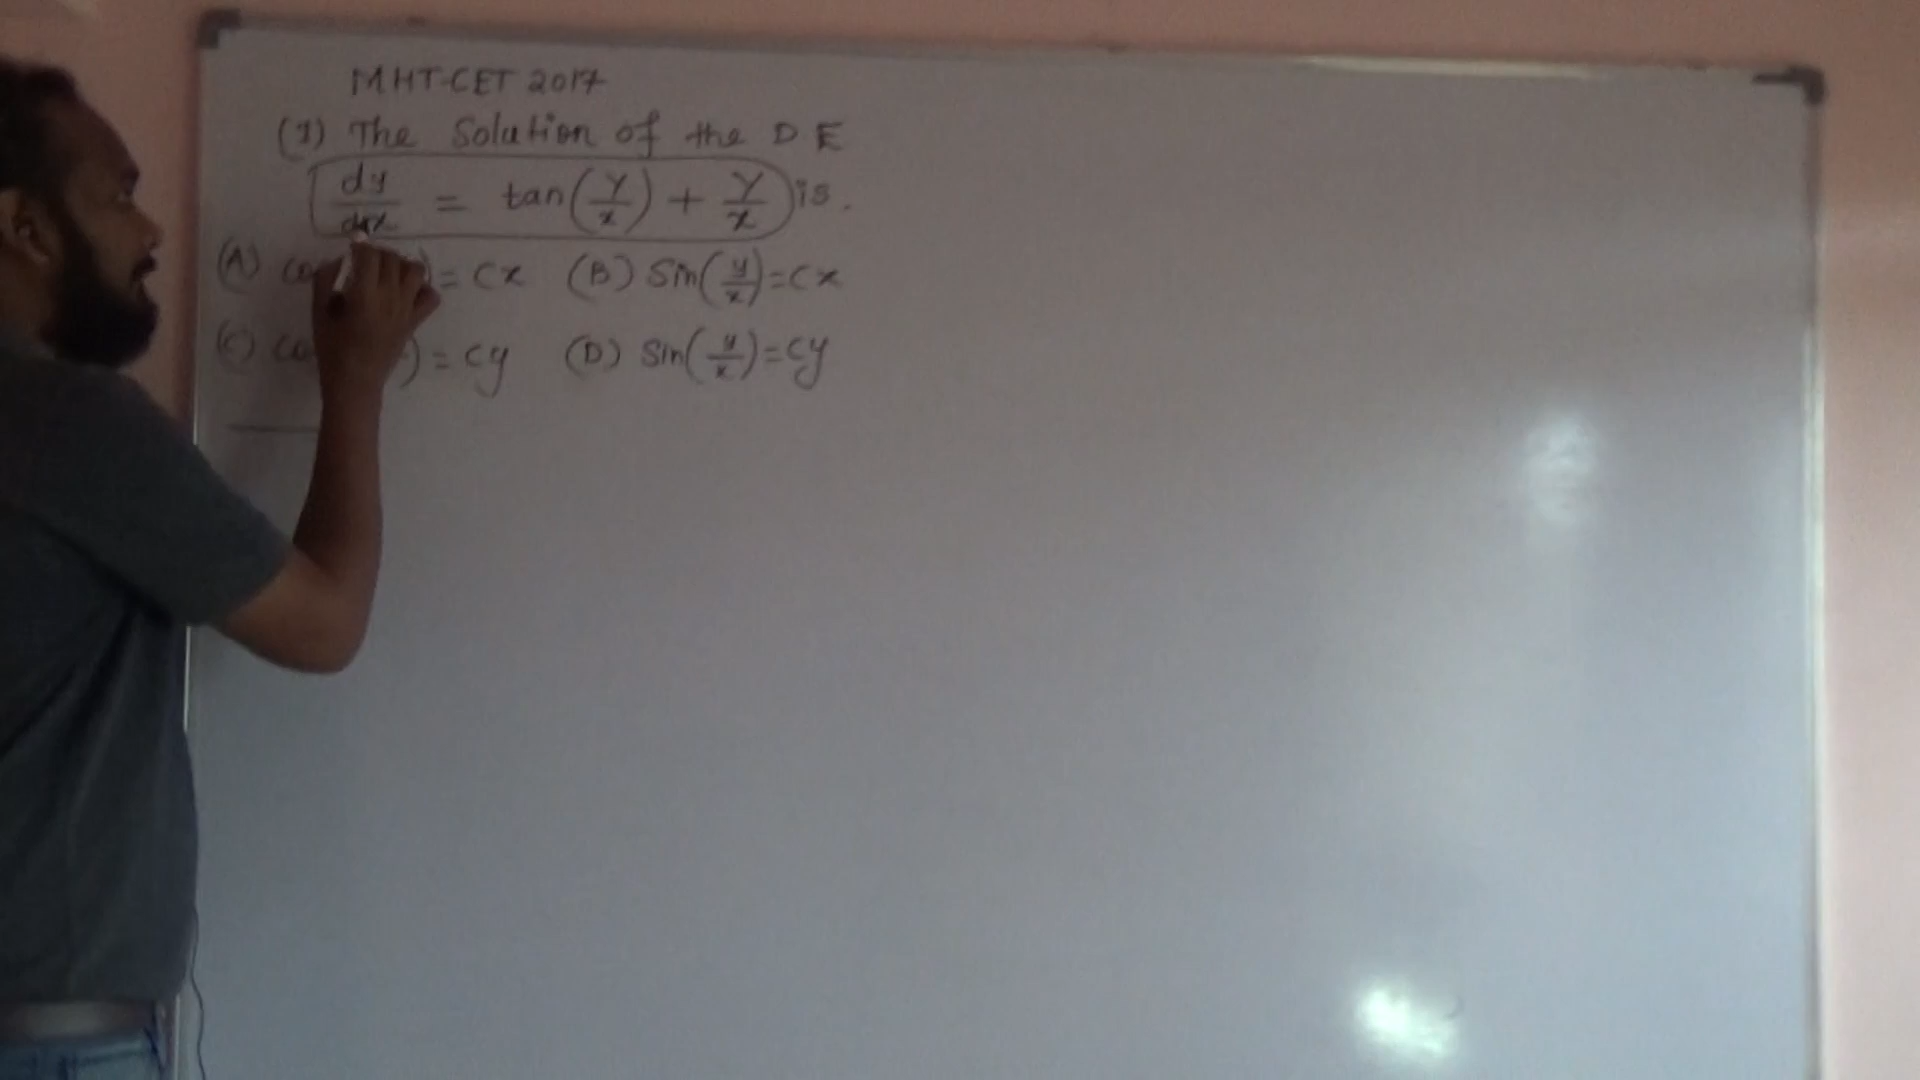 MHT-CET 2017
(1) The Solution of the D E
dy/dx = tan(y/x) + y/x is.
(A) = cx (B) Sin(y/x) = cx
(C) = cy (D) Sin(y/x) = cy